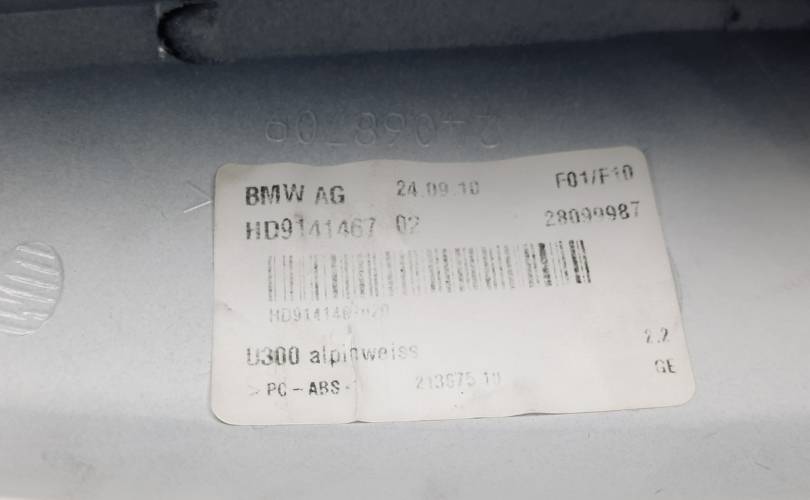 BMW AG 24.09.10 F01/F10
HD9141467 02 28099987
U300 alpinweiss 2.2
> PC-ABS GE